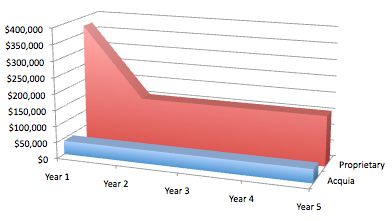 $400,000
$350,000
$300,000
$250,000
$200,000
$150,000
$100,000
$50,000
$0
Year 1
Year 2
Year 3
Year 4
Year 5
Proprietary
Acquia